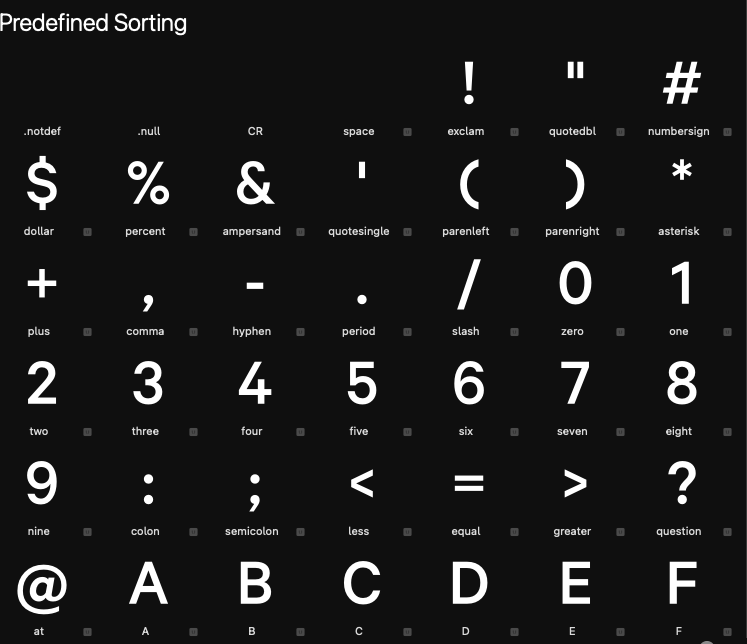 Predefined Sorting
! " #
.notdef .null CR space exclam quotedbl numbersign
$ % & ' ( ) *
dollar percent ampersand quotesingle parenleft parenright asterisk
+ , - . / 0 1
plus comma hyphen period slash zero one
2 3 4 5 6 7 8
two three four five six seven eight
9 : ; < = > ?
nine colon semicolon less equal greater question
@ A B C D E F
at A B C D E F